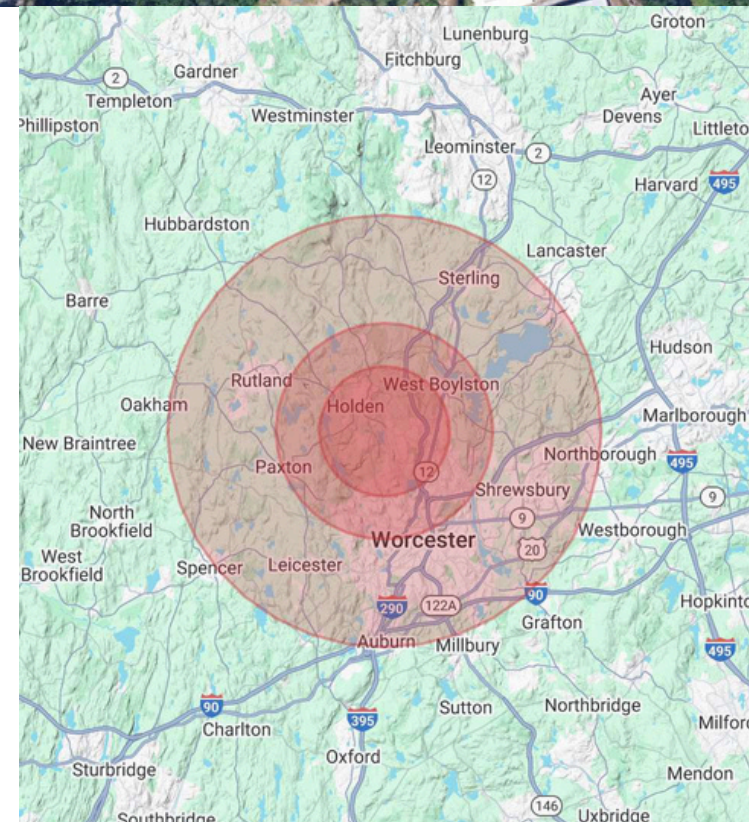 Groton
Lunenburg
Fitchburg
Gardner
2
Templeton
Ayer
Devens
Westminster
Phillipston
Littleto
Leominster
2
12
Harvard
495
Hubbardston
Lancaster
Sterling
Barre
Hudson
Rutland
West Boylston
Oakham
Holden
Marlborough
New Braintree
Northborough
495
Paxton
12
Shrewsbury
9
North
Brookfield
9
Worcester
Westborough
20
West
Brookfield
Spencer
Leicester
90
290
122A
Hopkinto
Grafton
Auburn
Millbury
495
90
Sutton
Northbridge
395
Charlton
Milford
Oxford
Sturbridge
Mendon
146
Southbridge
Uxbridge